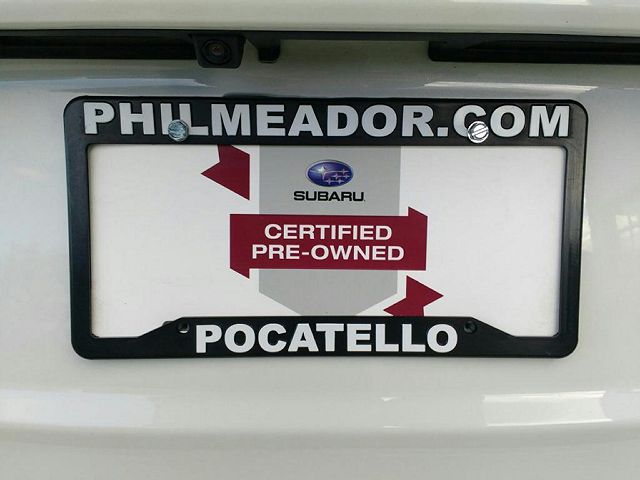 PHILMEADOR.COM
SUBARU
CERTIFIED
PRE-OWNED
POCATELLO